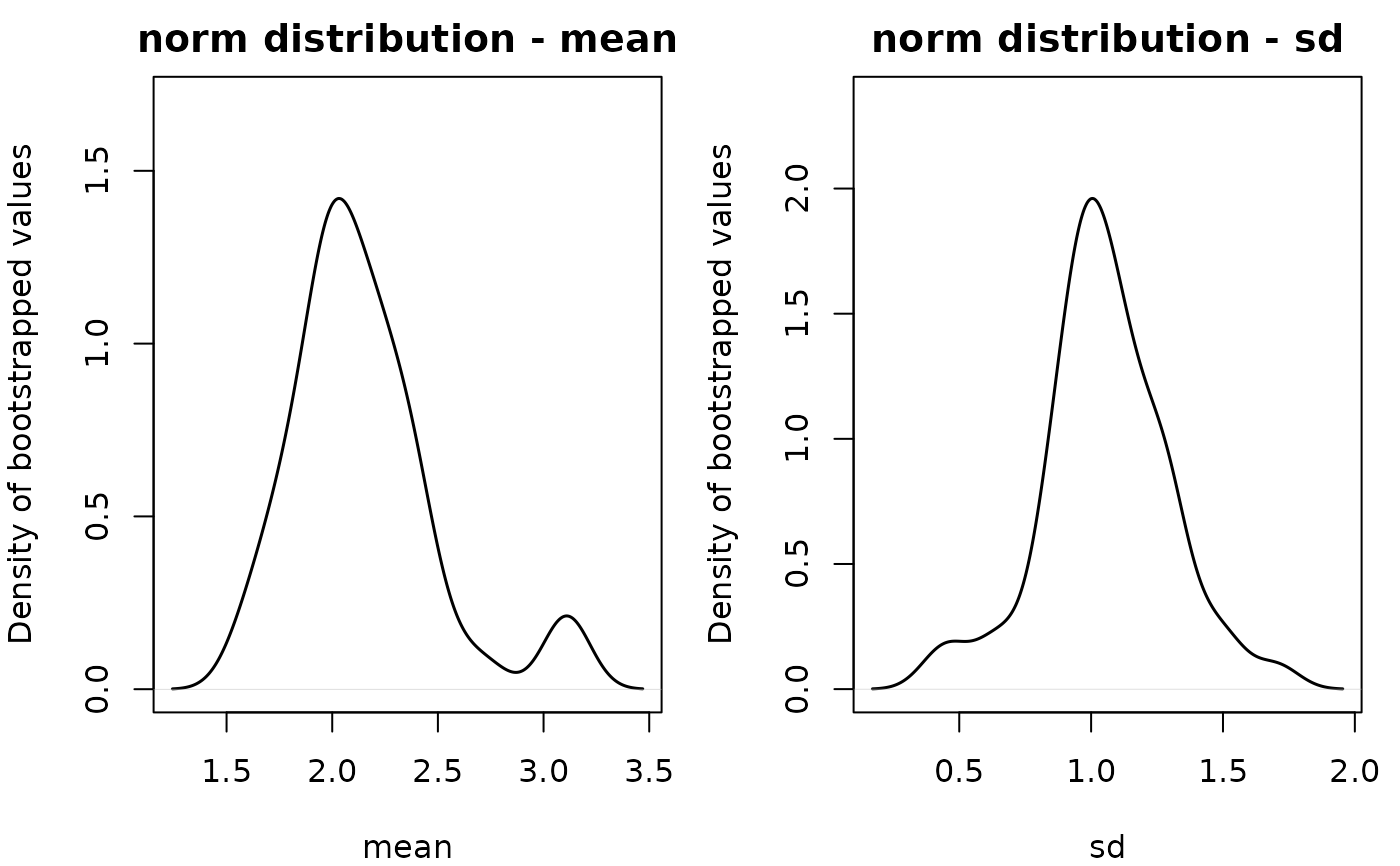 norm distribution - mean
Density of bootstrapped values
1.5
1.0
0.5
0.0
1.5 2.0 2.5 3.0 3.5
mean
norm distribution - sd
Density of bootstrapped values
2.0
1.5
1.0
0.5
0.0
0.5 1.0 1.5 2.0
sd